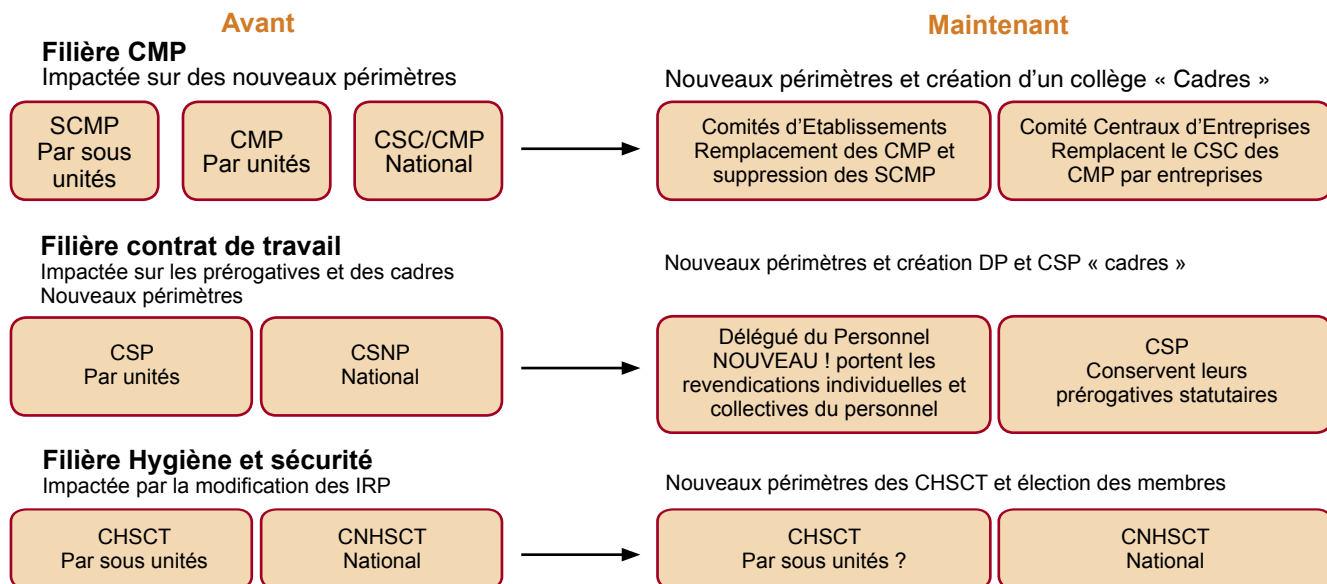 Avant
Maintenant
Filière CMP
Impactée sur des nouveaux périmètres
Nouveaux périmètres et création d'un collège « Cadres »
SCMP
Par sous
unités
CMP
Par unités
CSC/CMP
National
Comités d'Etablissements
Remplacement des CMP et
suppression des SCMP
Comité Centraux d'Entreprises
Remplacent le CSC des
CMP par entreprises
Filière contrat de travail
Impactée sur les prérogatives et des cadres
Nouveaux périmètres
Nouveaux périmètres et création DP et CSP « cadres »
CSP
Par unités
CSNP
National
Délégué du Personnel
NOUVEAU ! portent les
revendications individuelles et
collectives du personnel
CSP
Conservent leurs
prérogatives statutaires
Filière Hygiène et sécurité
Impactée par la modification des IRP
Nouveaux périmètres des CHSCT et élection des membres
CHSCT
Par sous unités
CNHSCT
National
CHSCT
Par sous unités ?
CNHSCT
National